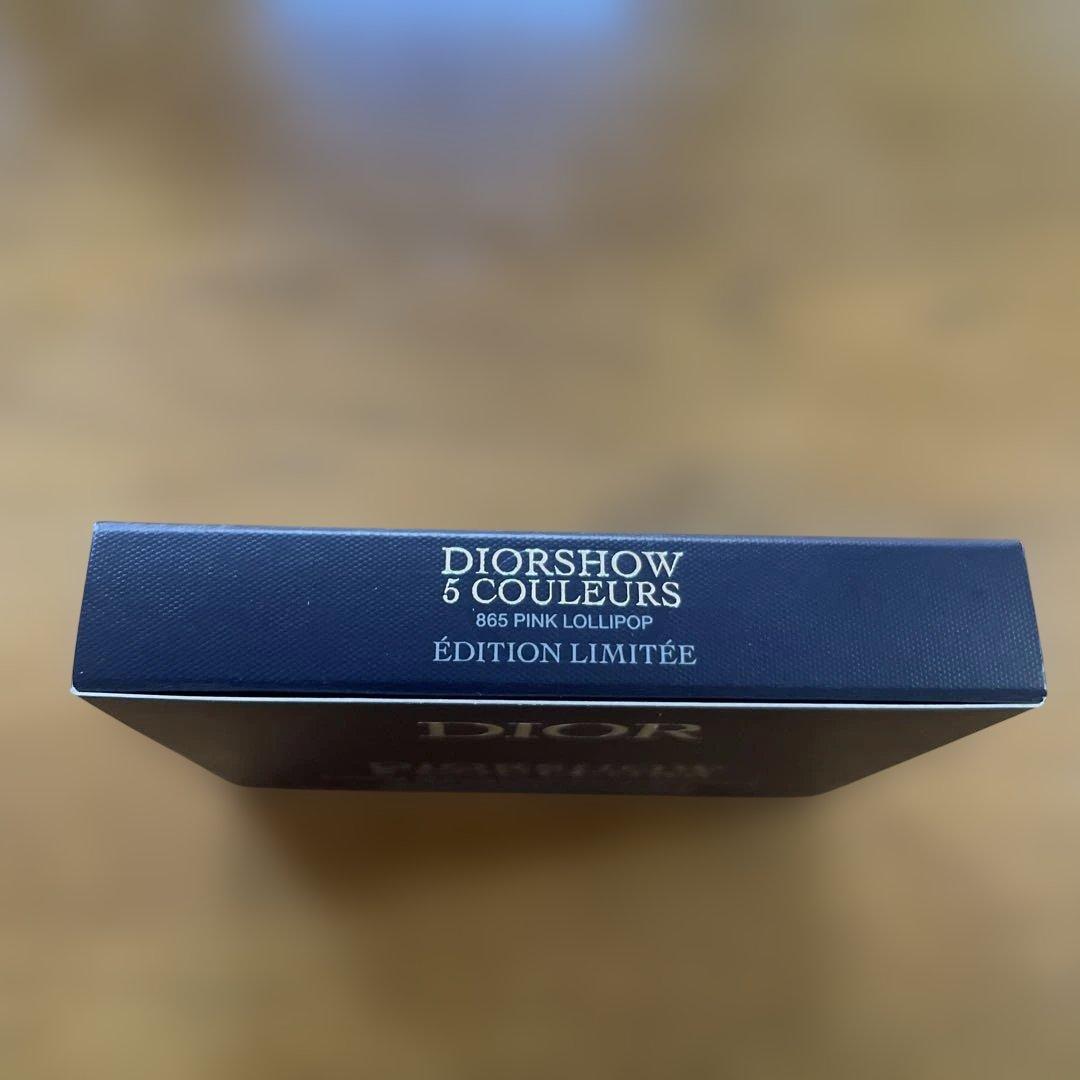 DIORSHOW
5 COULEURS
865 PINK LOLLIPOP
ÉDITION LIMITÉE
DIOR